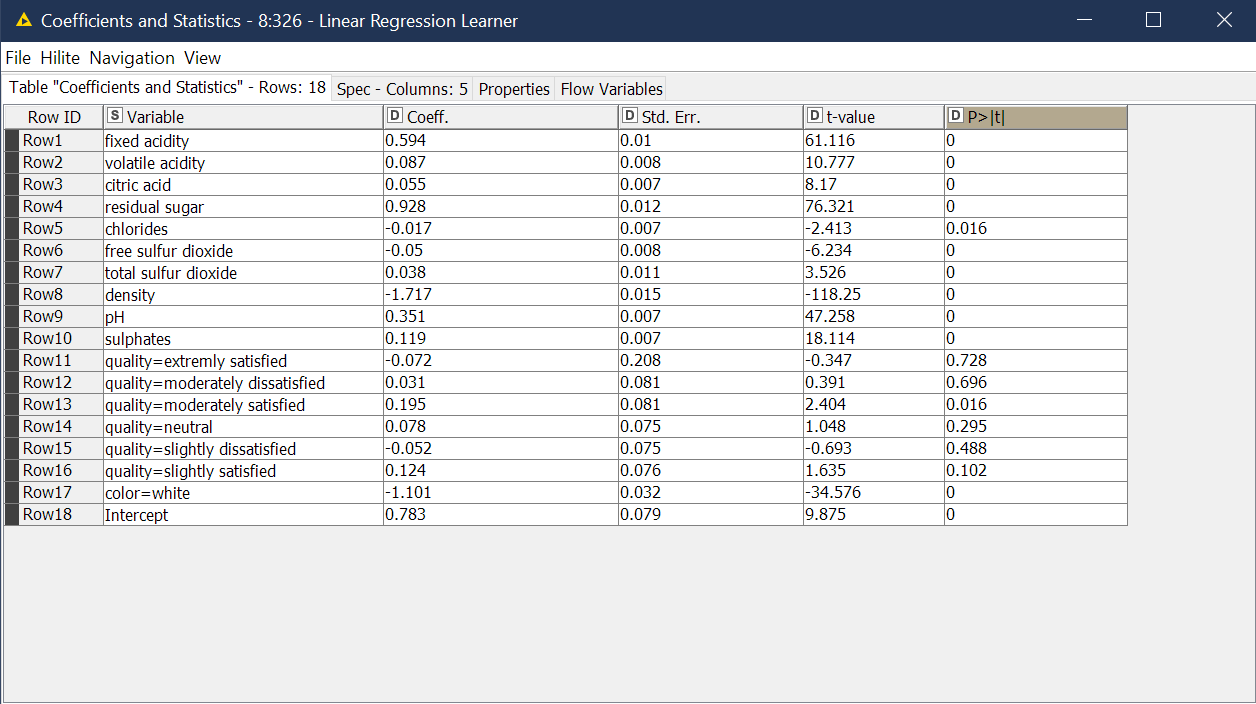 Coefficients and Statistics - 8:326 - Linear Regression Learner
File Hilite Navigation View
Table "Coefficients and Statistics" - Rows: 18 Spec - Columns: 5 Properties Flow Variables
Row ID S Variable D Coeff. D Std. Err. D t-value D P>|t|
Row1 fixed acidity 0.594 0.01 61.116 0
Row2 volatile acidity 0.087 0.008 10.777 0
Row3 citric acid 0.055 0.007 8.17 0
Row4 residual sugar 0.928 0.012 76.321 0
Row5 chlorides -0.017 0.007 -2.413 0.016
Row6 free sulfur dioxide -0.05 0.008 -6.234 0
Row7 total sulfur dioxide 0.038 0.011 3.526 0
Row8 density -1.717 0.015 -118.25 0
Row9 pH 0.351 0.007 47.258 0
Row10 sulphates 0.119 0.007 18.114 0
Row11 quality=extremly satisfied -0.072 0.208 -0.347 0.728
Row12 quality=moderately dissatisfied 0.031 0.081 0.391 0.696
Row13 quality=moderately satisfied 0.195 0.081 2.404 0.016
Row14 quality=neutral 0.078 0.075 1.048 0.295
Row15 quality=slightly dissatisfied -0.052 0.075 -0.693 0.488
Row16 quality=slightly satisfied 0.124 0.076 1.635 0.102
Row17 color=white -1.101 0.032 -34.576 0
Row18 Intercept 0.783 0.079 9.875 0